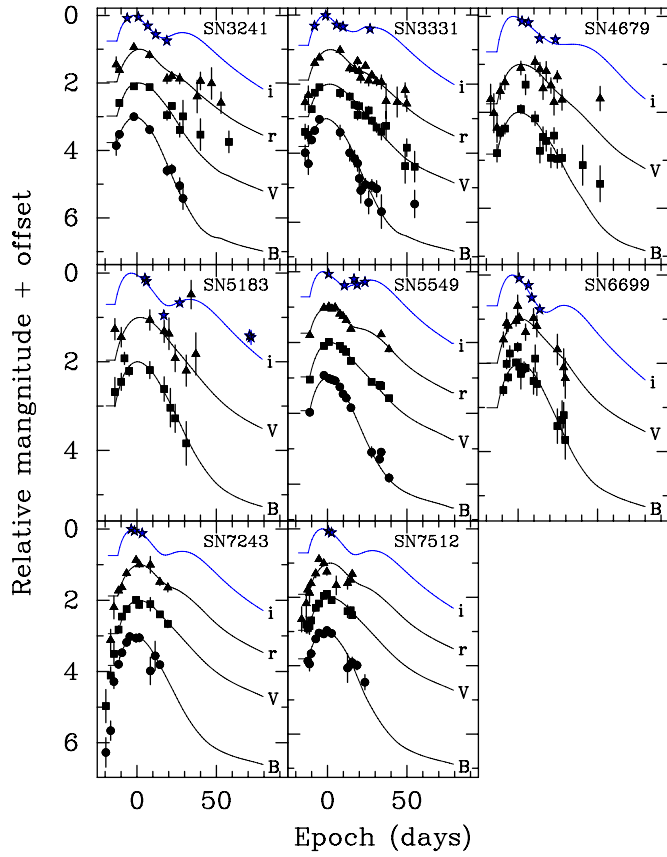 SN3241 SN3331 SN4679
0
2
4
6
i
r
V
B
i
r
V
B
i
V
B
SN5183 SN5549 SN6699
0
2
4
i
V
B
i
r
V
B
i
V
B
SN7243 SN7512
0
2
4
6
i
r
V
B
i
r
V
B
0 50 0 50
Relative mangnitude + offset
Epoch (days)